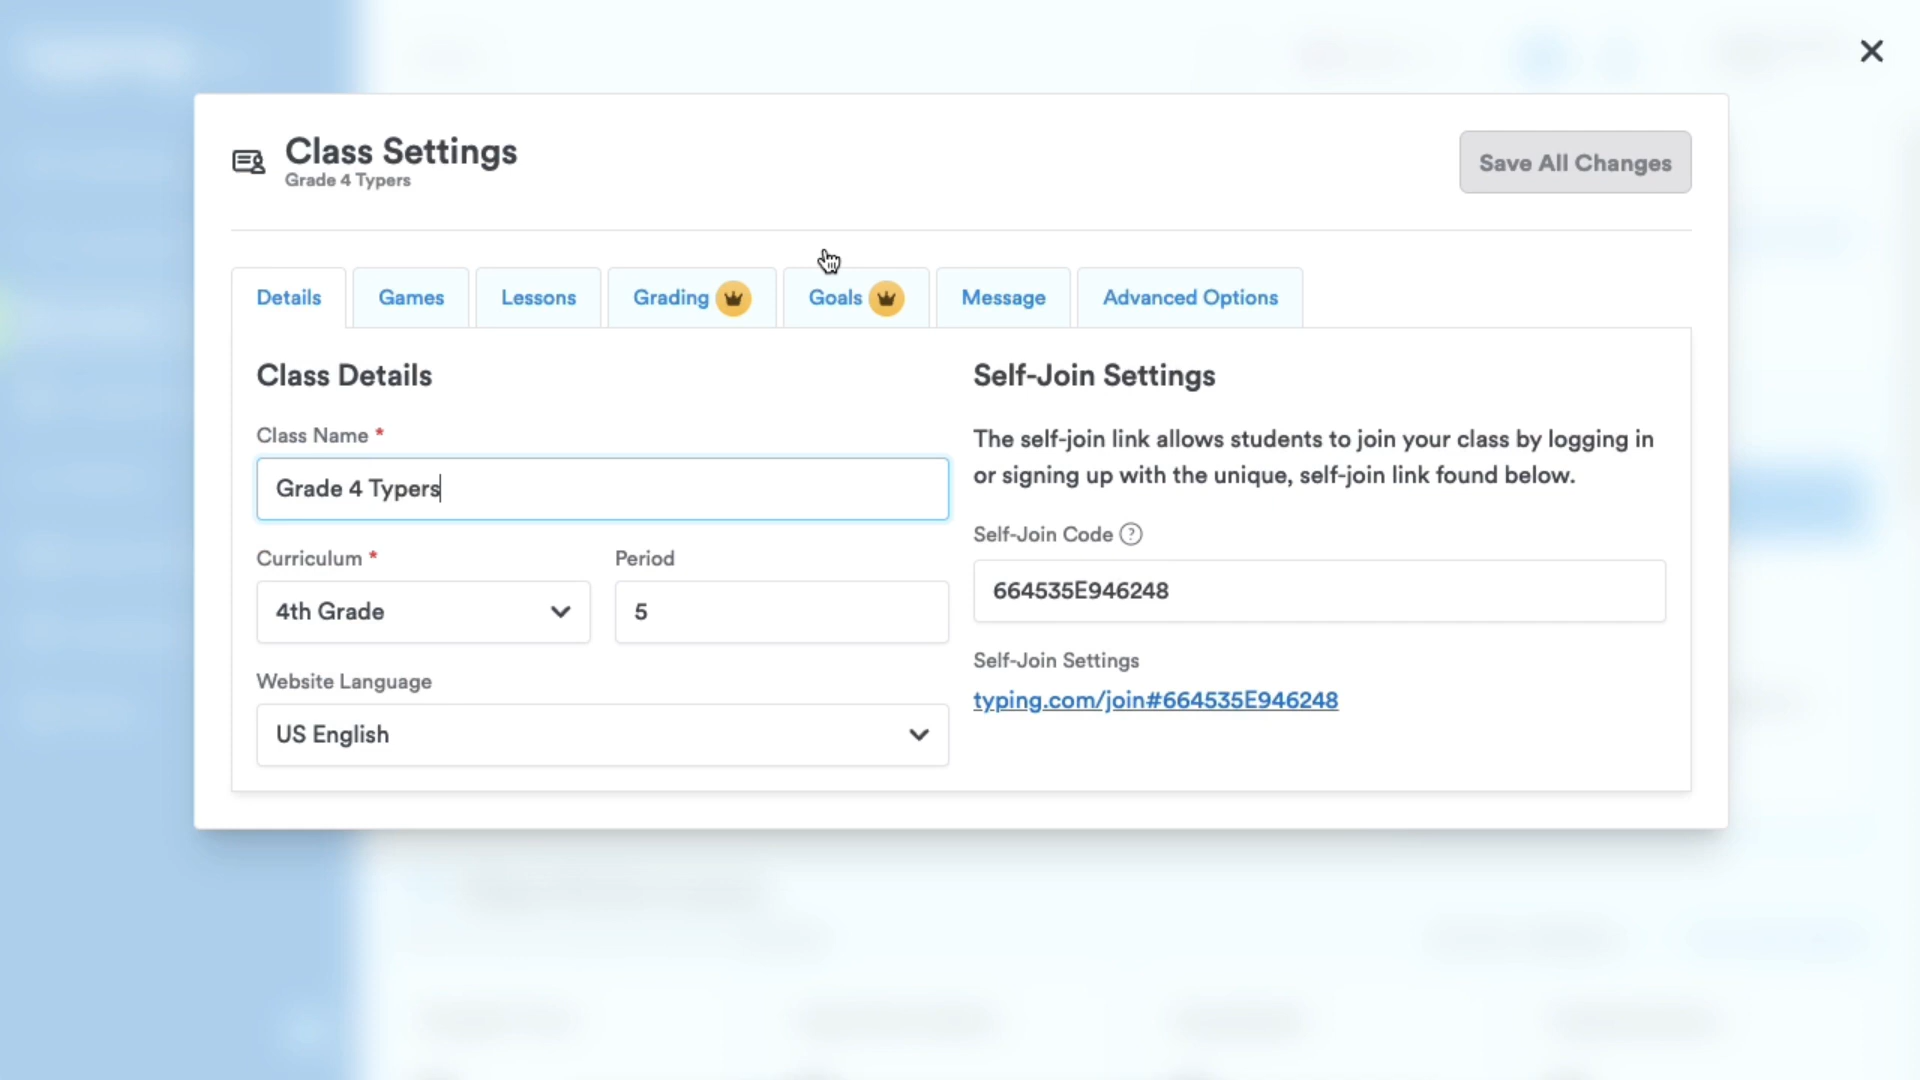 Class Settings
Grade 4 Typers
Save All Changes
Details
Games
Lessons
Grading
Goals
Message
Advanced Options
Class Details
Class Name *
Grade 4 Typers
Curriculum *
Period
4th Grade
5
Website Language
US English
Self-Join Settings
The self-join link allows students to join your class by logging in
or signing up with the unique, self-join link found below.
Self-Join Code ?
664535E946248
Self-Join Settings
typing.com/join#664535E946248